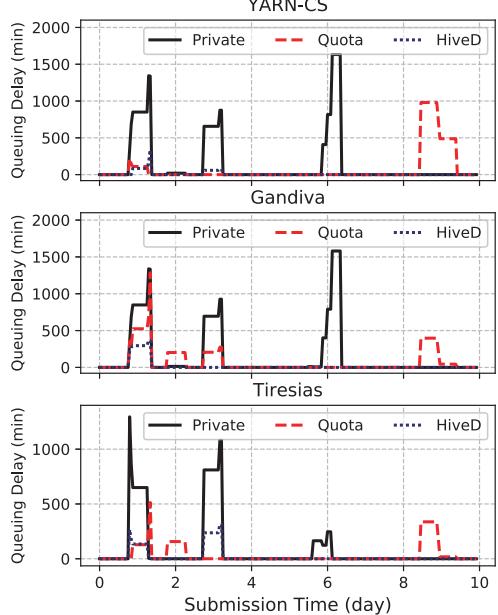 YARN-CS
Queuing Delay (min)
2000
1500
1000
500
0
Private Quota HiveD
Gandiva
Queuing Delay (min)
2000
1500
1000
500
0
Private Quota HiveD
Tiresias
Queuing Delay (min)
1000
500
0
Private Quota HiveD
0 2 4 6 8 10
Submission Time (day)